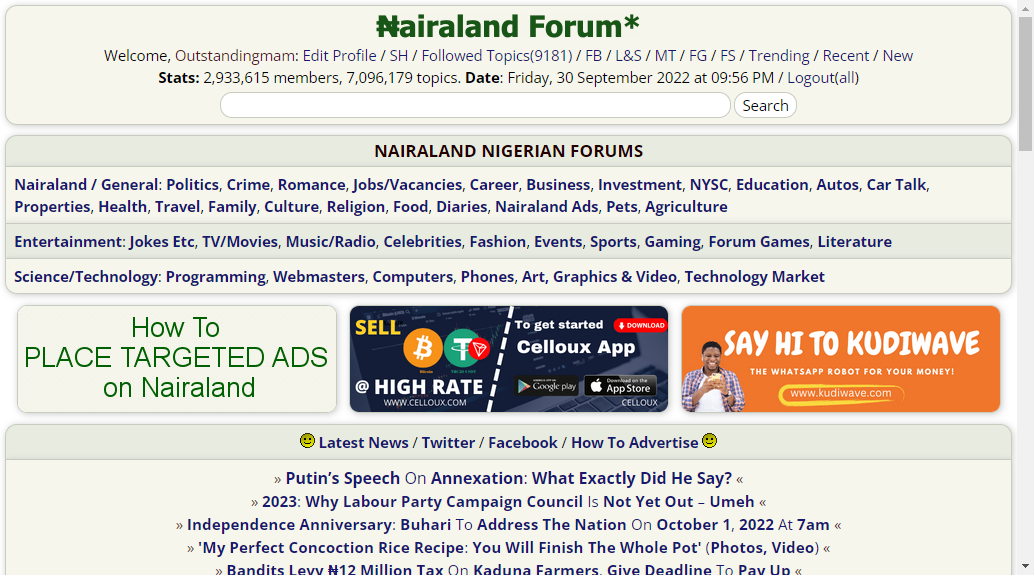 ₦airaland Forum*
Welcome, Outstandingmam: Edit Profile / SH / Followed Topics(9181) / FB / L&S / MT / FG / FS / Trending / Recent / New
Stats: 2,933,615 members, 7,096,179 topics. Date: Friday, 30 September 2022 at 09:56 PM / Logout(all)
Search
NAIRALAND NIGERIAN FORUMS
Nairaland / General: Politics, Crime, Romance, Jobs/Vacancies, Career, Business, Investment, NYSC, Education, Autos, Car Talk,
Properties, Health, Travel, Family, Culture, Religion, Food, Diaries, Nairaland Ads, Pets, Agriculture
Entertainment: Jokes Etc, TV/Movies, Music/Radio, Celebrities, Fashion, Events, Sports, Gaming, Forum Games, Literature
Science/Technology: Programming, Webmasters, Computers, Phones, Art, Graphics & Video, Technology Market
How To
PLACE TARGETED ADS
on Nairaland
SELL
Bitcoin
@ HIGH RATE
WWW.CELLOUX.COM
To get started
DOWNLOAD
Celloux App
Google play
Download on the
App Store
CELLOUX
SAY HI TO KUDIWAVE
THE WHATSAPP ROBOT FOR YOUR MONEY!
www.kudiwave.com
Latest News / Twitter / Facebook / How To Advertise
» Putin’s Speech On Annexation: What Exactly Did He Say? «
» 2023: Why Labour Party Campaign Council Is Not Yet Out – Umeh «
» Independence Anniversary: Buhari To Address The Nation On October 1, 2022 At 7am «
» 'My Perfect Concoction Rice Recipe: You Will Finish The Whole Pot' (Photos, Video) «
» Bandits Levy ₦12 Million Tax On Kaduna Farmers, Give Deadline To Pay Up «